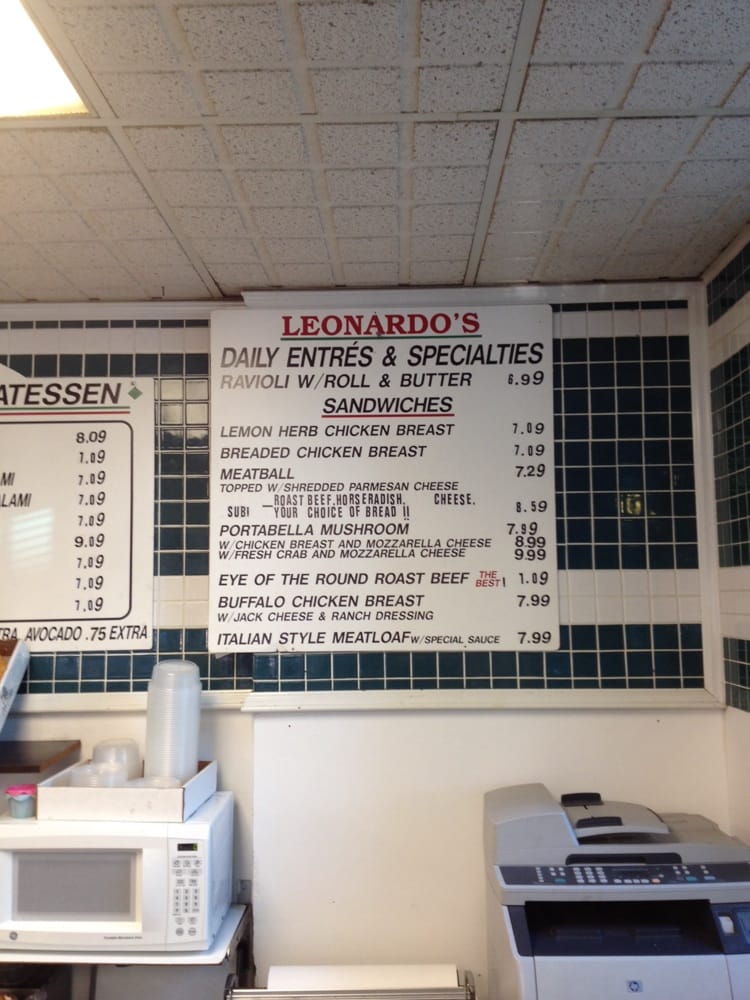 LEONARDO'S
DAILY ENTRÉS & SPECIALTIES
RAVIOLI W/ROLL & BUTTER 6.99
SANDWICHES
LEMON HERB CHICKEN BREAST 7.09
BREADED CHICKEN BREAST 7.09
MEATBALL 7.29
TOPPED W/SHREDDED PARMESAN CHEESE
ROAST BEEF,HORSERADISH, CHEESE,
SUB! YOUR CHOICE OF BREAD !! 8.59
PORTABELLA MUSHROOM 7.99
W/CHICKEN BREAST AND MOZZARELLA CHEESE 8.99
W/FRESH CRAB AND MOZZARELLA CHEESE 9.99
EYE OF THE ROUND ROAST BEEF THE BEST! 7.09
BUFFALO CHICKEN BREAST 7.99
W/JACK CHEESE & RANCH DRESSING
ITALIAN STYLE MEATLOAF W/SPECIAL SAUCE 7.99
ATESSEN
8.09
7.09
MI 7.09
ALAMI 7.09
7.09
9.09
7.09
7.09
7.09
TRA, AVOCADO .75 EXTRA
hp